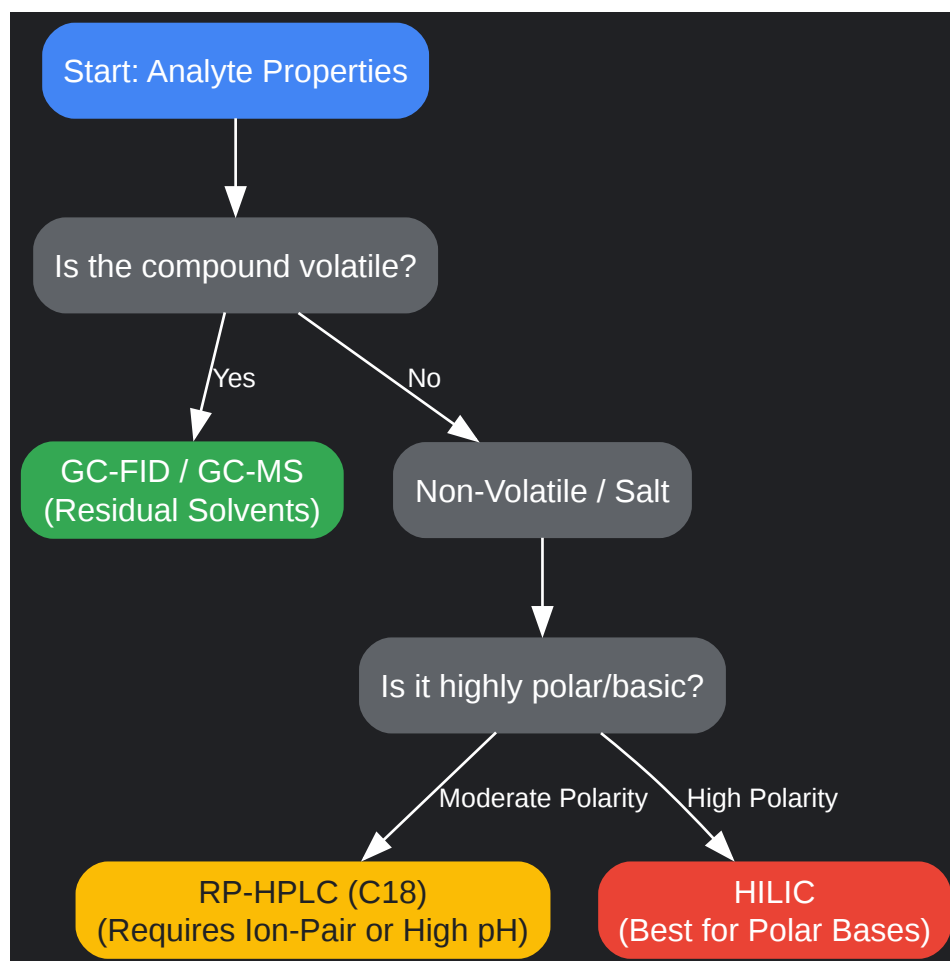 Start: Analyte Properties
Is the compound volatile?
Yes
No
GC-FID / GC-MS
(Residual Solvents)
Non-Volatile / Salt
Is it highly polar/basic?
Moderate Polarity
High Polarity
RP-HPLC (C18)
(Requires Ion-Pair or High pH)
HILIC
(Best for Polar Bases)